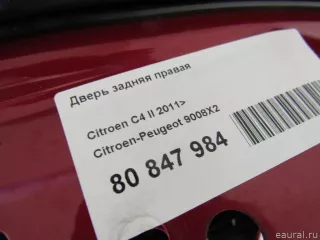 Дверь задняя правая
Citroen C4 II 2011>
Citroen-Peugeot 9008X2
80 847 984
eaural.ru